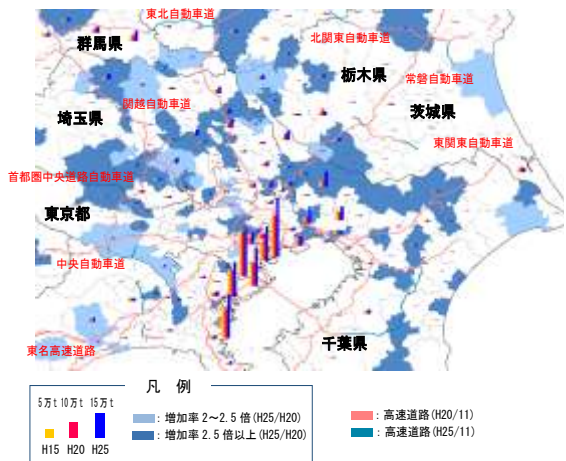 東北自動車道
群馬県
北関東自動車道
栃木県
常磐自動車道
関越自動車道
茨城県
埼玉県
東関東自動車道
首都圏中央道路自動車道
東京都
中央自動車道
東名高速道路
千葉県
凡 例
5万t 10万t 15万t
H15 H20 H25
：増加率 2～2.5 倍(H25/H20)
：増加率 2.5 倍以上(H25/H20)
：高速道路(H20/11)
：高速道路(H25/11)